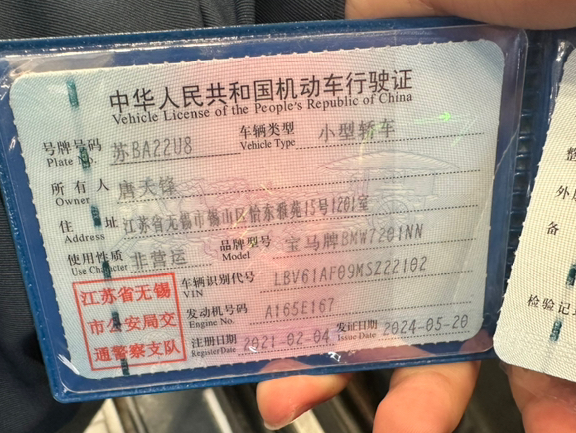 中华人民共和国机动车行驶证
Vehicle License of the People's Republic of China
号牌号码 苏BA22U8 车辆类型 小型轿车
Plate No. Vehicle Type
所有人 唐天锋
Owner
住址 江苏省无锡市锡山区怡东雅苑15号1201室
Address
使用性质 非营运 品牌型号 宝马牌BMW7201NN
Use Character Model
江苏省无锡
市公安局交
通警察支队
车辆识别代号 LBV61AF09MS222102
VIN
发动机号码 A165E167
Engine No.
注册日期 2021-02-04 发证日期 2024-05-20
Register Date Issue Date
整
外
备
检验记